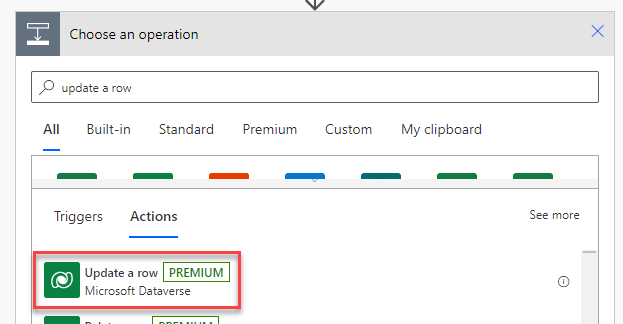 Choose an operation
update a row
All Built-in Standard Premium Custom My clipboard
Triggers Actions See more
Update a row PREMIUM
Microsoft Dataverse